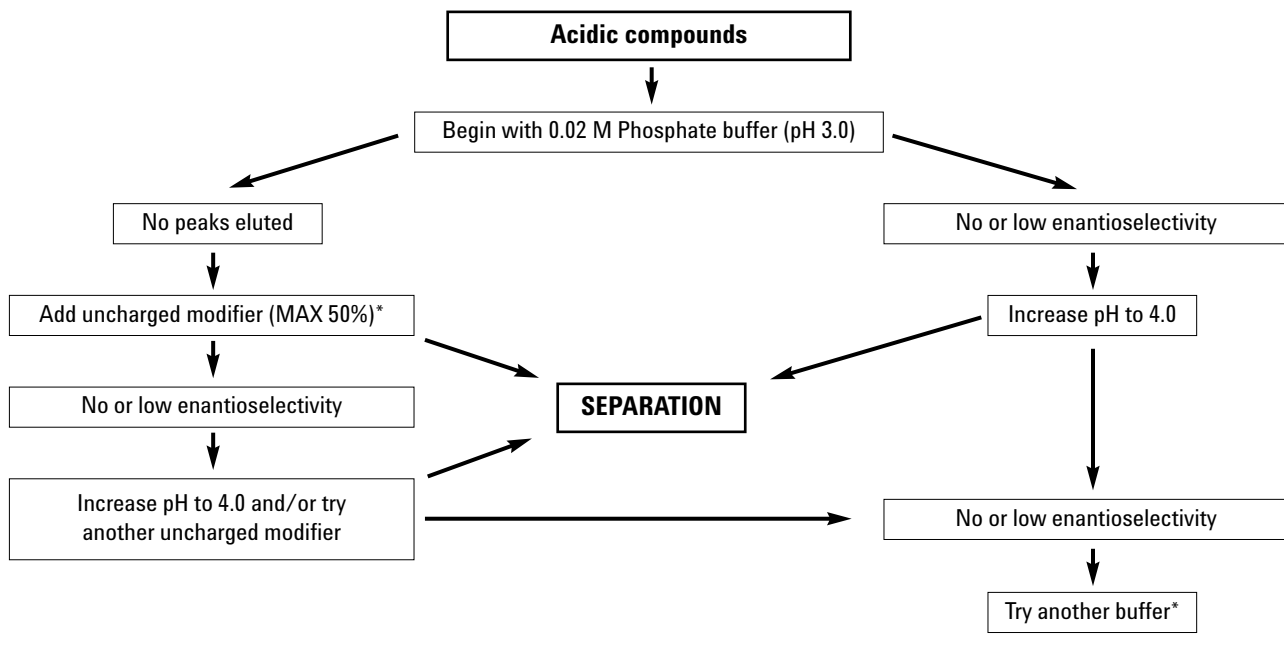 Acidic compounds
Begin with 0.02 M Phosphate buffer (pH 3.0)
No peaks eluted
No or low enantioselectivity
Add uncharged modifier (MAX 50%)*
Increase pH to 4.0
No or low enantioselectivity
SEPARATION
Increase pH to 4.0 and/or try
another uncharged modifier
No or low enantioselectivity
Try another buffer*